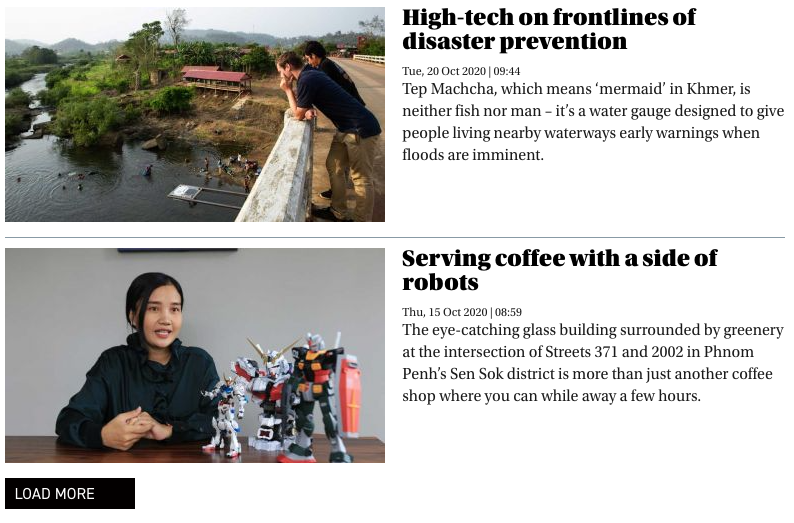 High-tech on frontlines of
disaster prevention
Tue, 20 Oct 2020 | 09:44
Tep Machcha, which means ‘mermaid’ in Khmer, is
neither fish nor man – it’s a water gauge designed to give
people living nearby waterways early warnings when
floods are imminent.
Serving coffee with a side of
robots
Thu, 15 Oct 2020 | 08:59
The eye-catching glass building surrounded by greenery
at the intersection of Streets 371 and 2002 in Phnom
Penh’s Sen Sok district is more than just another coffee
shop where you can while away a few hours.
LOAD MORE